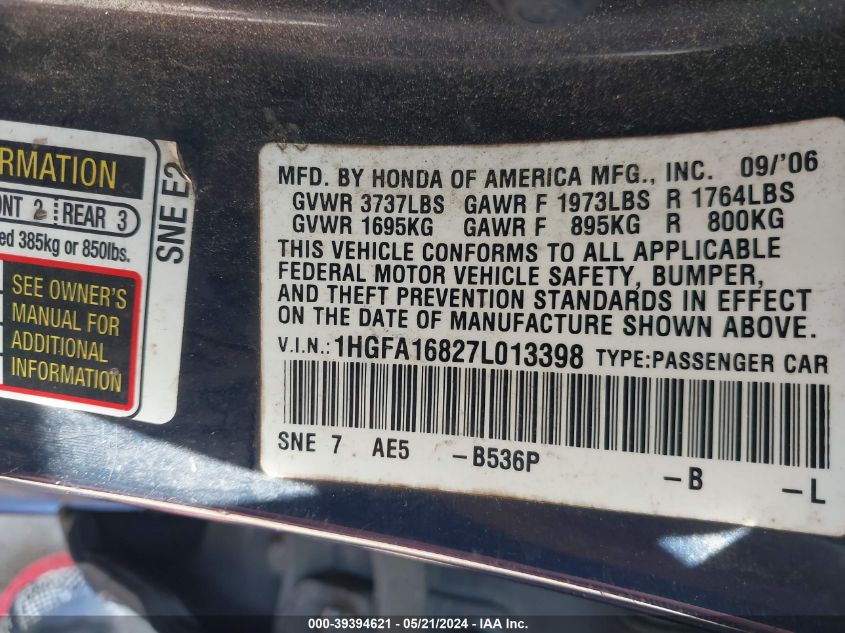 RMATION
NT 2 REAR 3
ed 385kg or 850lbs.
SEE OWNER'S
MANUAL FOR
ADDITIONAL
INFORMATION
SNE E2
MFD. BY HONDA OF AMERICA MFG., INC. 09/'06
GVWR 3737LBS GAWR F 1973LBS R 1764LBS
GVWR 1695KG GAWR F 895KG R 800KG
THIS VEHICLE CONFORMS TO ALL APPLICABLE
FEDERAL MOTOR VEHICLE SAFETY, BUMPER,
AND THEFT PREVENTION STANDARDS IN EFFECT
ON THE DATE OF MANUFACTURE SHOWN ABOVE.
V.I.N.: 1HGFA16827L013398 TYPE:PASSENGER CAR
SNE 7 AE5 -B536P -B -L
000-39394621 - 05/21/2024 - IAA Inc.